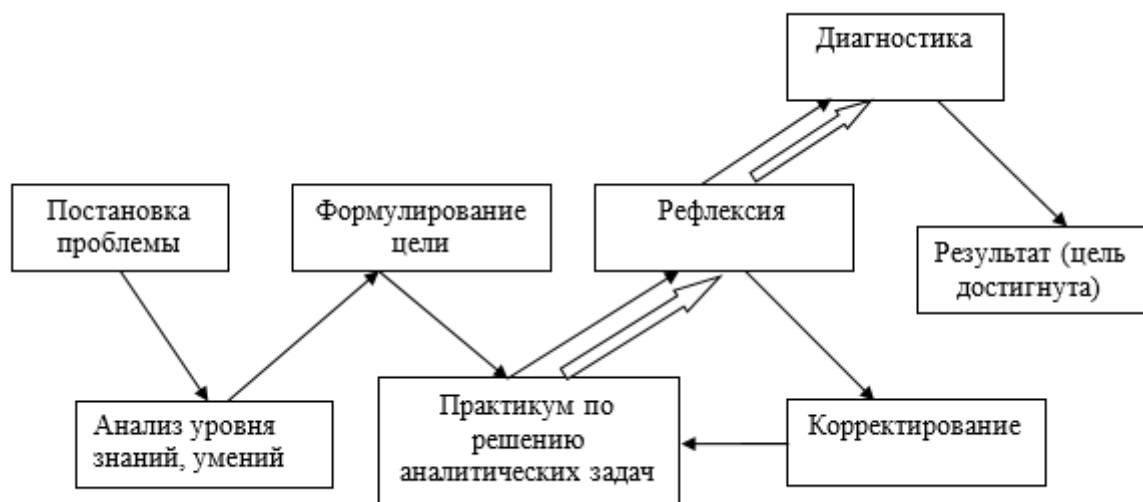 Диагностика
Постановка
проблемы
Формулирование
цели
Рефлексия
Результат (цель
достигнута)
Анализ уровня
знаний, умений
Практикум по
решению
аналитических задач
Корректирование